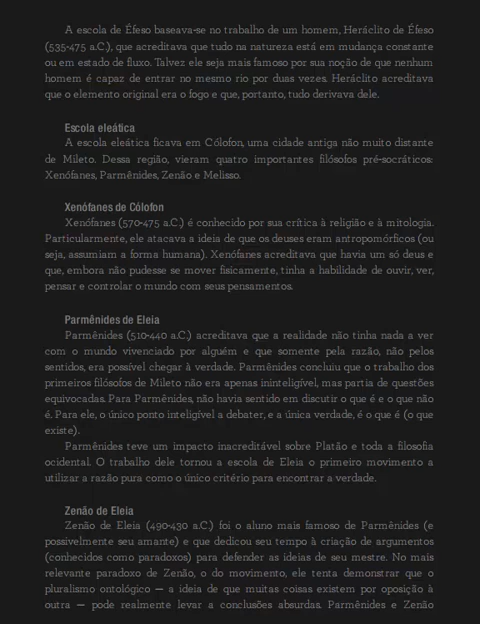 A escola de Éfeso baseava-se no trabalho de um homem, Heráclito de Éfeso
(535-475 a.C.), que acreditava que tudo na natureza está em mudança constante
ou em estado de fluxo. Talvez ele seja mais famoso por sua noção de que nenhum
homem é capaz de entrar no mesmo rio por duas vezes. Heráclito acreditava
que o elemento original era o fogo e que, portanto, tudo derivava dele.
Escola eleática
A escola eleática ficava em Cólofon, uma cidade antiga não muito distante
de Mileto. Dessa região, vieram quatro importantes filósofos pré-socráticos:
Xenófanes, Parmênides, Zenão e Melisso.
Xenófanes de Cólofon
Xenófanes (570-475 a.C.) é conhecido por sua crítica à religião e à mitologia.
Particularmente, ele atacava a ideia de que os deuses eram antropomórficos (ou
seja, assumiam a forma humana). Xenófanes acreditava que havia um só deus e
que, embora não pudesse se mover fisicamente, tinha a habilidade de ouvir, ver,
pensar e controlar o mundo com seus pensamentos.
Parmênides de Eleia
Parmênides (510-440 a.C.) acreditava que a realidade não tinha nada a ver
com o mundo vivenciado por alguém e que somente pela razão, não pelos
sentidos, era possível chegar à verdade. Parmênides concluiu que o trabalho dos
primeiros filósofos de Mileto não era apenas ininteligível, mas partia de questões
equivocadas. Para Parmênides, não havia sentido em discutir o que é e o que não
é. Para ele, o único ponto inteligível a debater, e a única verdade, é o que é (o que
existe).
Parmênides teve um impacto inacreditável sobre Platão e toda a filosofia
ocidental. O trabalho dele tornou a escola de Eleia o primeiro movimento a
utilizar a razão pura como o único critério para encontrar a verdade.
Zenão de Eleia
Zenão de Eleia (490-430 a.C.) foi o aluno mais famoso de Parmênides (e
possivelmente seu amante) e que dedicou seu tempo à criação de argumentos
(conhecidos como paradoxos) para defender as ideias de seu mestre. No mais
relevante paradoxo de Zenão, o do movimento, ele tenta demonstrar que o
pluralismo ontológico — a ideia de que muitas coisas existem por oposição à
outra — pode realmente levar a conclusões absurdas. Parmênides e Zenão